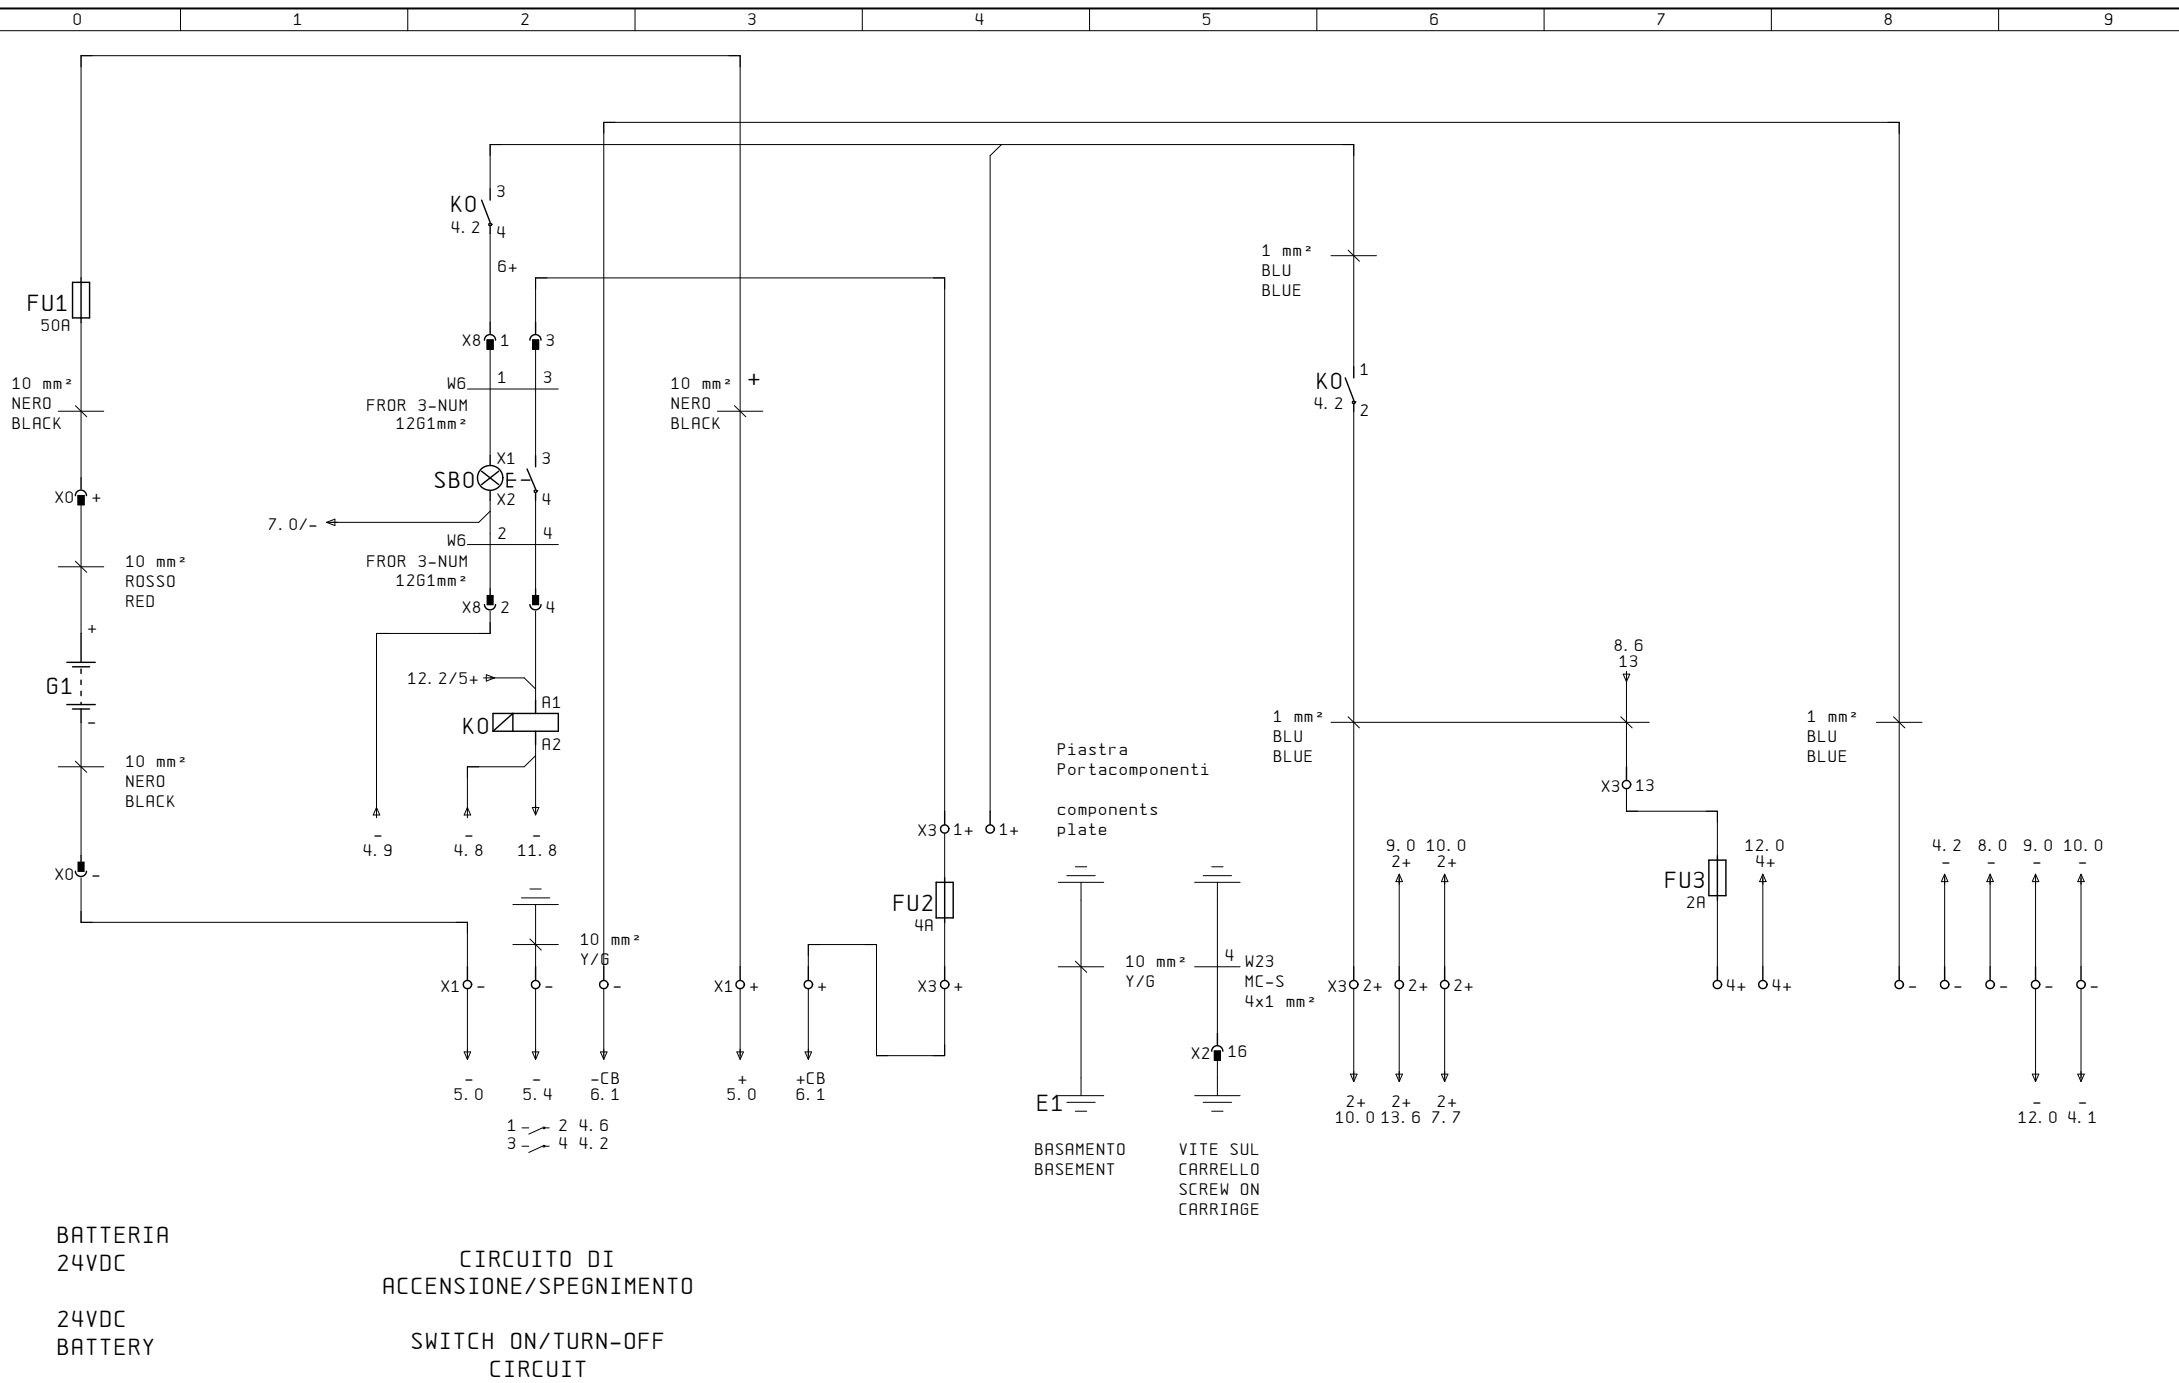 0 1 2 3 4 5 6 7 8 9
K0 3
4.2 4
6+
1 mm²
BLU
BLUE
FU1
50A
X8 1 3
10 mm²
NERO
BLACK
W6 1 3
FROR 3-NUM
12G1mm²
10 mm² +
NERO
BLACK
K0 1
4.2 2
X1 3
SB0 E
X2 4
X0 +
7.0/-
W6 2 4
FROR 3-NUM
12G1mm²
10 mm²
ROSSO
RED
X8 2 4
+
G1
-
12.2/5+
A1
K0
A2
8.6
13
1 mm²
BLU
BLUE
1 mm²
BLU
BLUE
10 mm²
NERO
BLACK
Piastra
Portacomponenti
components
plate
X3 13
- - -
4.9 4.8 11.8
X3 1+ 1+
9.0 10.0
2+ 2+
12.0
4+
4.2 8.0 9.0 10.0
- - - -
X0 -
FU2
4A
FU3
2A
10 mm²
Y/G
10 mm²
Y/G
4 W23
MC-S
4x1 mm²
X1 - - -
X1 + +
X3 +
X3 2+ 2+ 2+
4+ 4+
- - - - -
X2 16
- - -CB
5.0 5.4 6.1
+ +CB
5.0 6.1
E1
2+ 2+ 2+
10.0 13.6 7.7
- -
12.0 4.1
1 2 4.6
3 4 4.2
BASAMENTO
BASEMENT
VITE SUL
CARRELLO
SCREW ON
CARRIAGE
BATTERIA
24VDC
24VDC
BATTERY
CIRCUITO DI
ACCENSIONE/SPEGNIMENTO
SWITCH ON/TURN-OFF
CIRCUIT